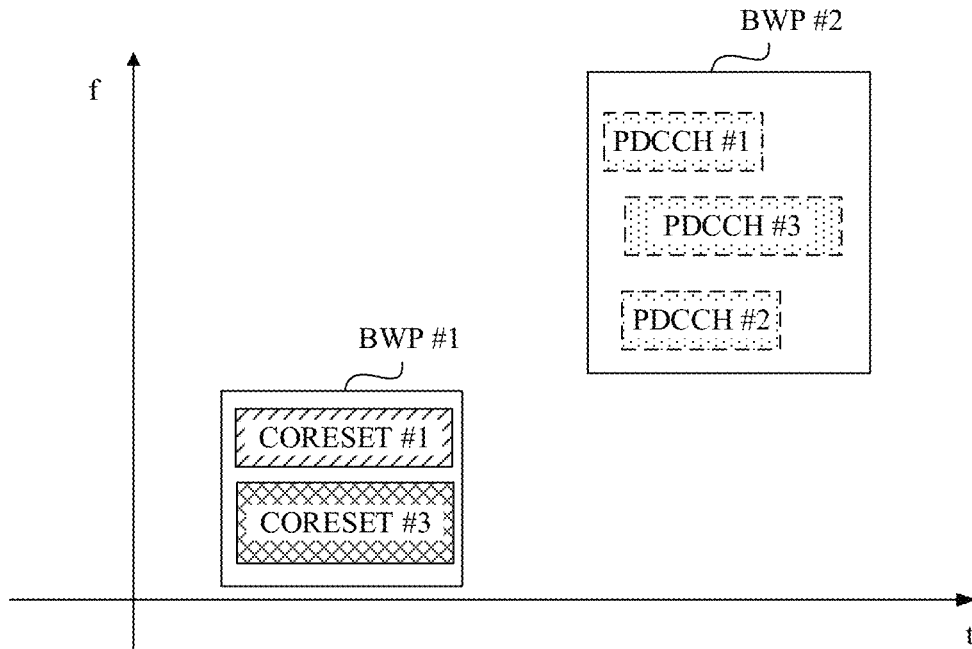 BWP #2
f
PDCCH #1
PDCCH #3
PDCCH #2
BWP #1
CORESET #1
CORESET #3
t